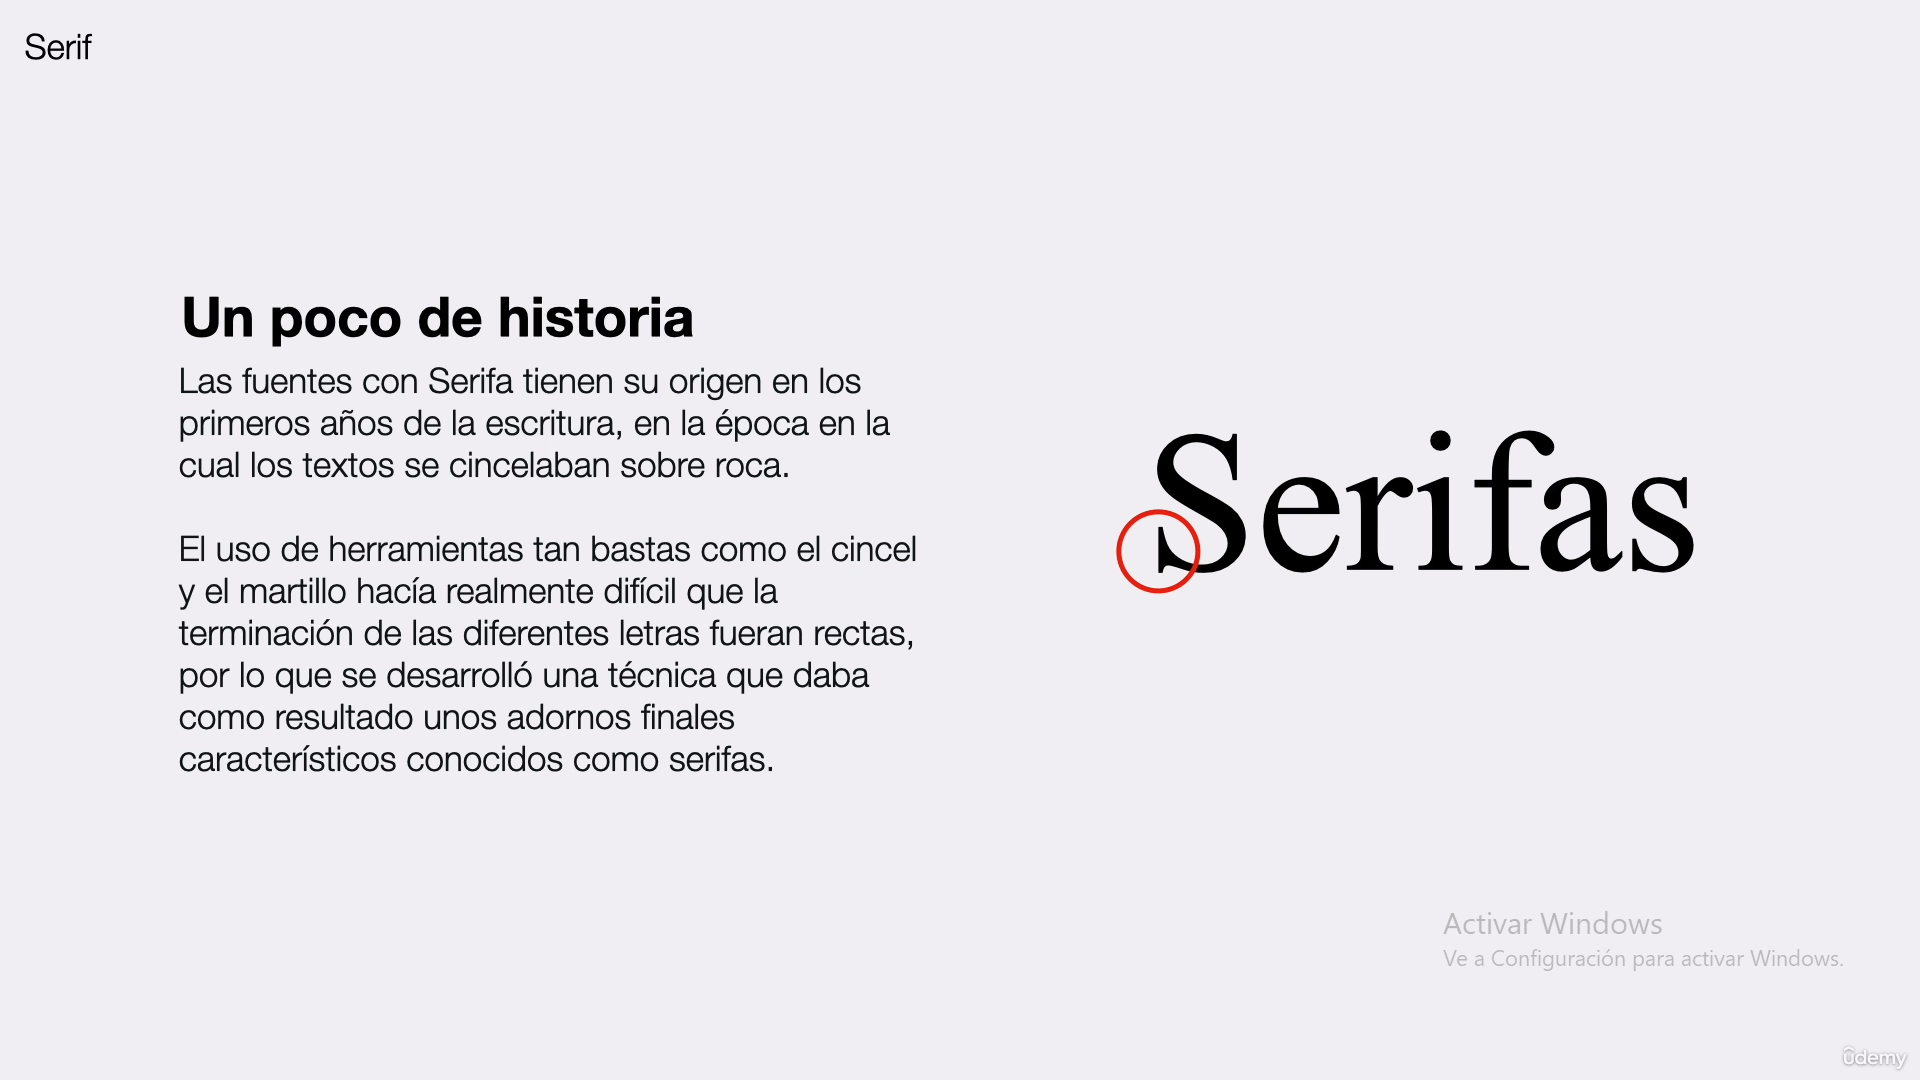 Serif
Un poco de historia
Las fuentes con Serifa tienen su origen en los
primeros años de la escritura, en la época en la
cual los textos se cincelaban sobre roca.
El uso de herramientas tan bastas como el cincel
y el martillo hacía realmente difícil que la
terminación de las diferentes letras fueran rectas,
por lo que se desarrolló una técnica que daba
como resultado unos adornos finales
característicos conocidos como serifas.
Serifas
Activar Windows
Ve a Configuración para activar Windows.
ûdemy